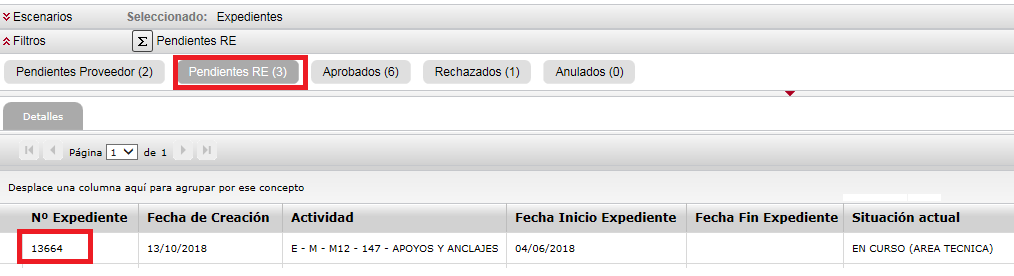 Escenarios Seleccionado: Expedientes
Filtros Σ Pendientes RE
Pendientes Proveedor (2) Pendientes RE (3) Aprobados (6) Rechazados (1) Anulados (0)
Detalles
Página 1 de 1
Desplace una columna aquí para agrupar por ese concepto
Nº Expediente Fecha de Creación Actividad Fecha Inicio Expediente Fecha Fin Expediente Situación actual
13664 13/10/2018 E - M - M12 - 147 - APOYOS Y ANCLAJES 04/06/2018 EN CURSO (AREA TECNICA)